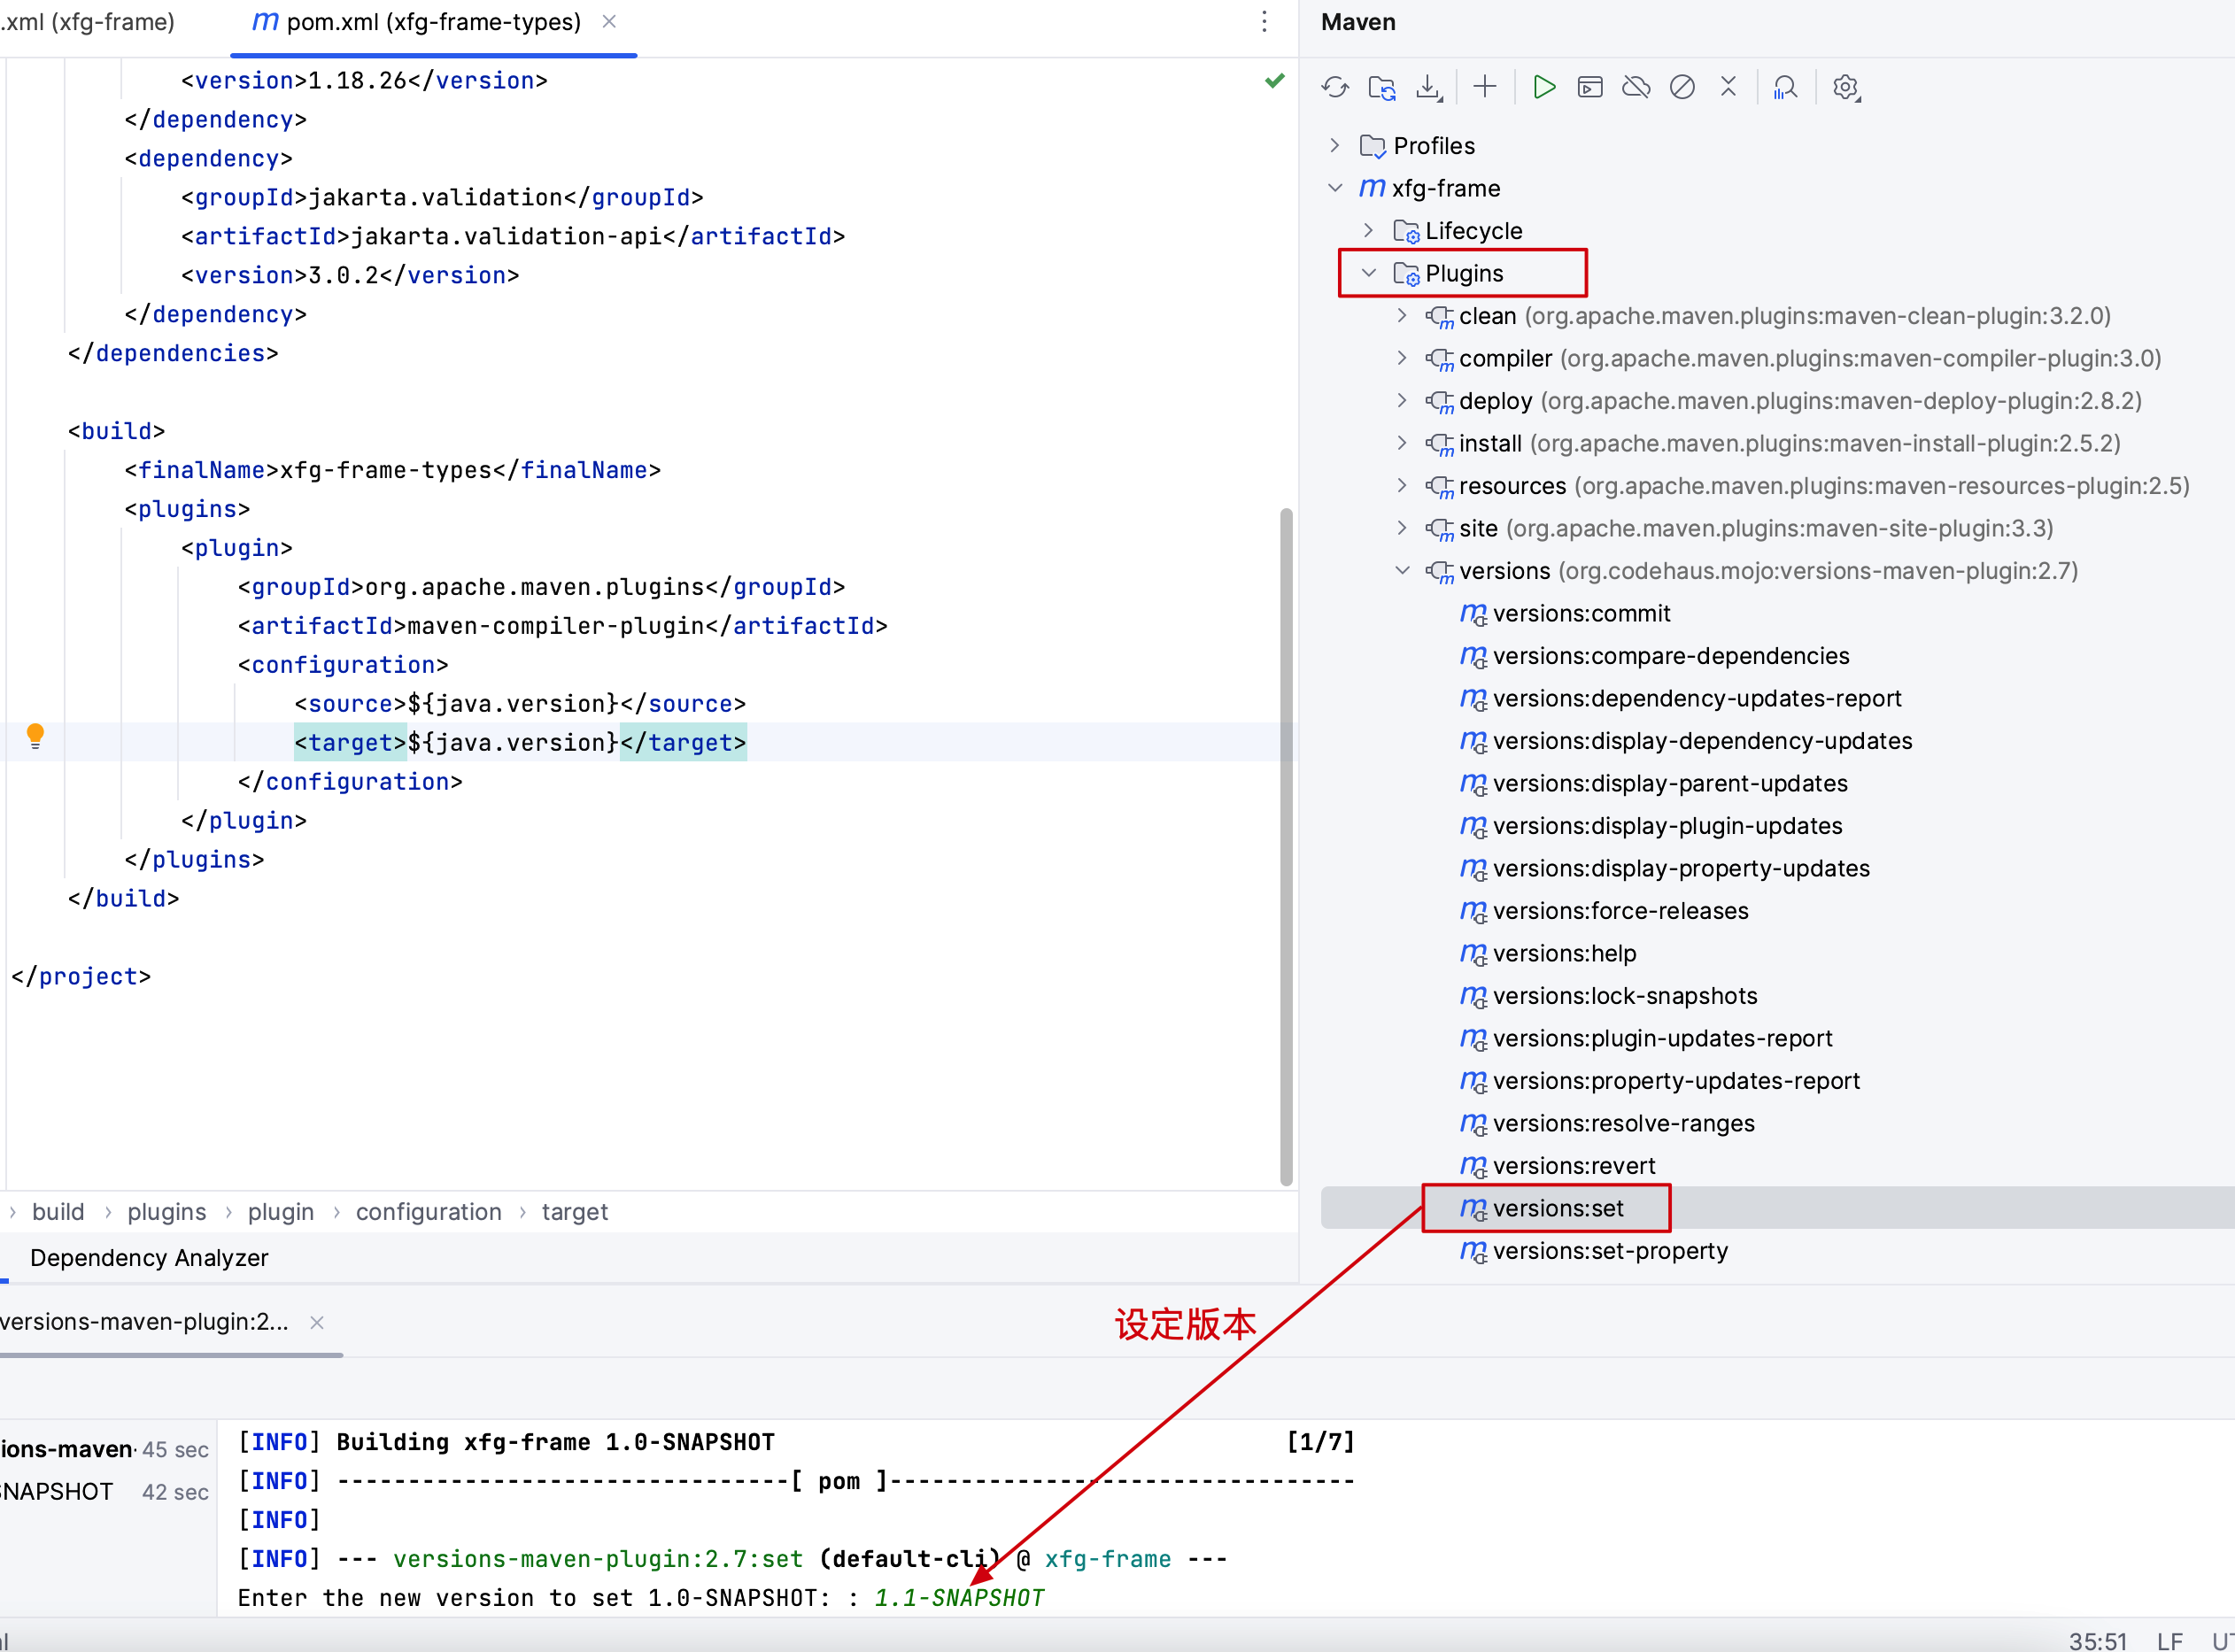 .xml (xfg-frame)
m pom.xml (xfg-frame-types)
<version>1.18.26</version>
</dependency>
<dependency>
<groupId>jakarta.validation</groupId>
<artifactId>jakarta.validation-api</artifactId>
<version>3.0.2</version>
</dependency>
</dependencies>
<build>
<finalName>xfg-frame-types</finalName>
<plugins>
<plugin>
<groupId>org.apache.maven.plugins</groupId>
<artifactId>maven-compiler-plugin</artifactId>
<configuration>
<source>${java.version}</source>
<target>${java.version}</target>
</configuration>
</plugin>
</plugins>
</build>
</project>
build > plugins > plugin > configuration > target
Dependency Analyzer
Maven
Profiles
m xfg-frame
Lifecycle
Plugins
clean (org.apache.maven.plugins:maven-clean-plugin:3.2.0)
compiler (org.apache.maven.plugins:maven-compiler-plugin:3.0)
deploy (org.apache.maven.plugins:maven-deploy-plugin:2.8.2)
install (org.apache.maven.plugins:maven-install-plugin:2.5.2)
resources (org.apache.maven.plugins:maven-resources-plugin:2.5)
site (org.apache.maven.plugins:maven-site-plugin:3.3)
versions (org.codehaus.mojo:versions-maven-plugin:2.7)
versions:commit
versions:compare-dependencies
versions:dependency-updates-report
versions:display-dependency-updates
versions:display-parent-updates
versions:display-plugin-updates
versions:display-property-updates
versions:force-releases
versions:help
versions:lock-snapshots
versions:plugin-updates-report
versions:property-updates-report
versions:resolve-ranges
versions:revert
versions:set
versions:set-property
设定版本
versions-maven-plugin:2...
ions-maven 45 sec
SNAPSHOT 42 sec
[INFO] Building xfg-frame 1.0-SNAPSHOT [1/7]
[INFO] --------------------------------[ pom ]---------------------------------
[INFO]
[INFO] --- versions-maven-plugin:2.7:set (default-cli) @ xfg-frame ---
Enter the new version to set 1.0-SNAPSHOT: : 1.1-SNAPSHOT
35:51 LF